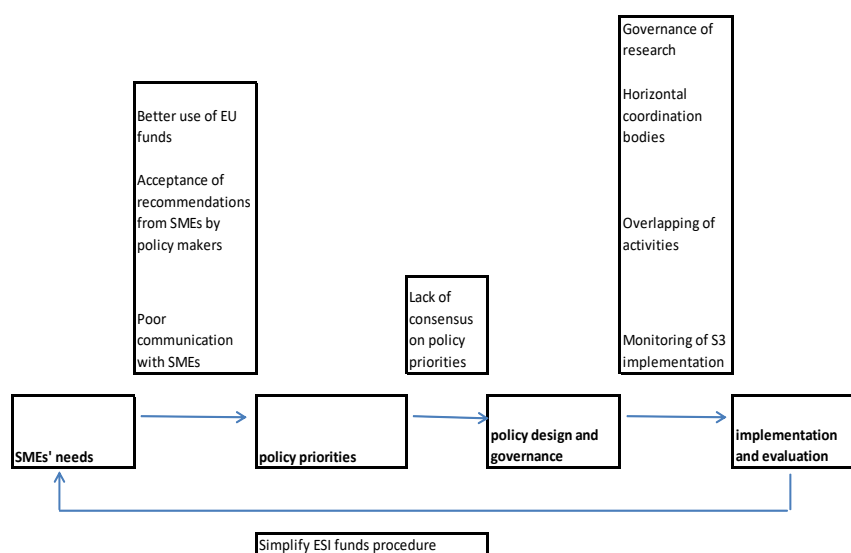 Governance of
research
Horizontal
coordination
bodies
Overlapping of
activities
Monitoring of S3
implementation
Better use of EU
funds
Acceptance of
recommendations
from SMEs by
policy makers
Poor
communication
with SMEs
Lack of
consensus
on policy
priorities
SMEs' needs
policy priorities
policy design and
governance
implementation
and evaluation
Simplify ESI funds procedure